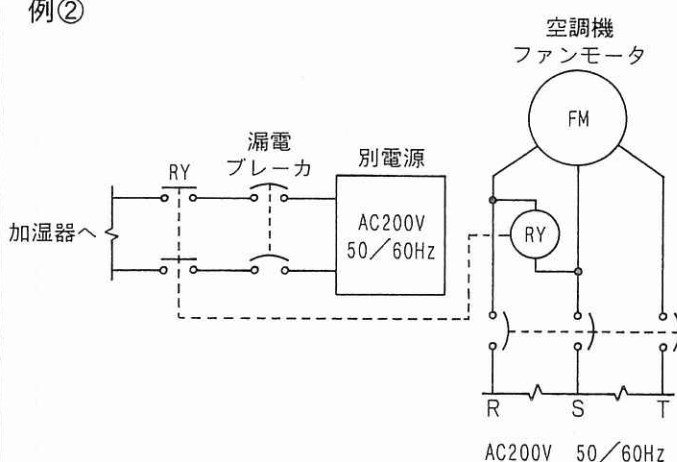 例②
空調機
ファンモータ
FM
漏電
ブレーカ
別電源
RY
加湿器へ
AC200V
50／60Hz
RY
R S T
AC200V 50／60Hz